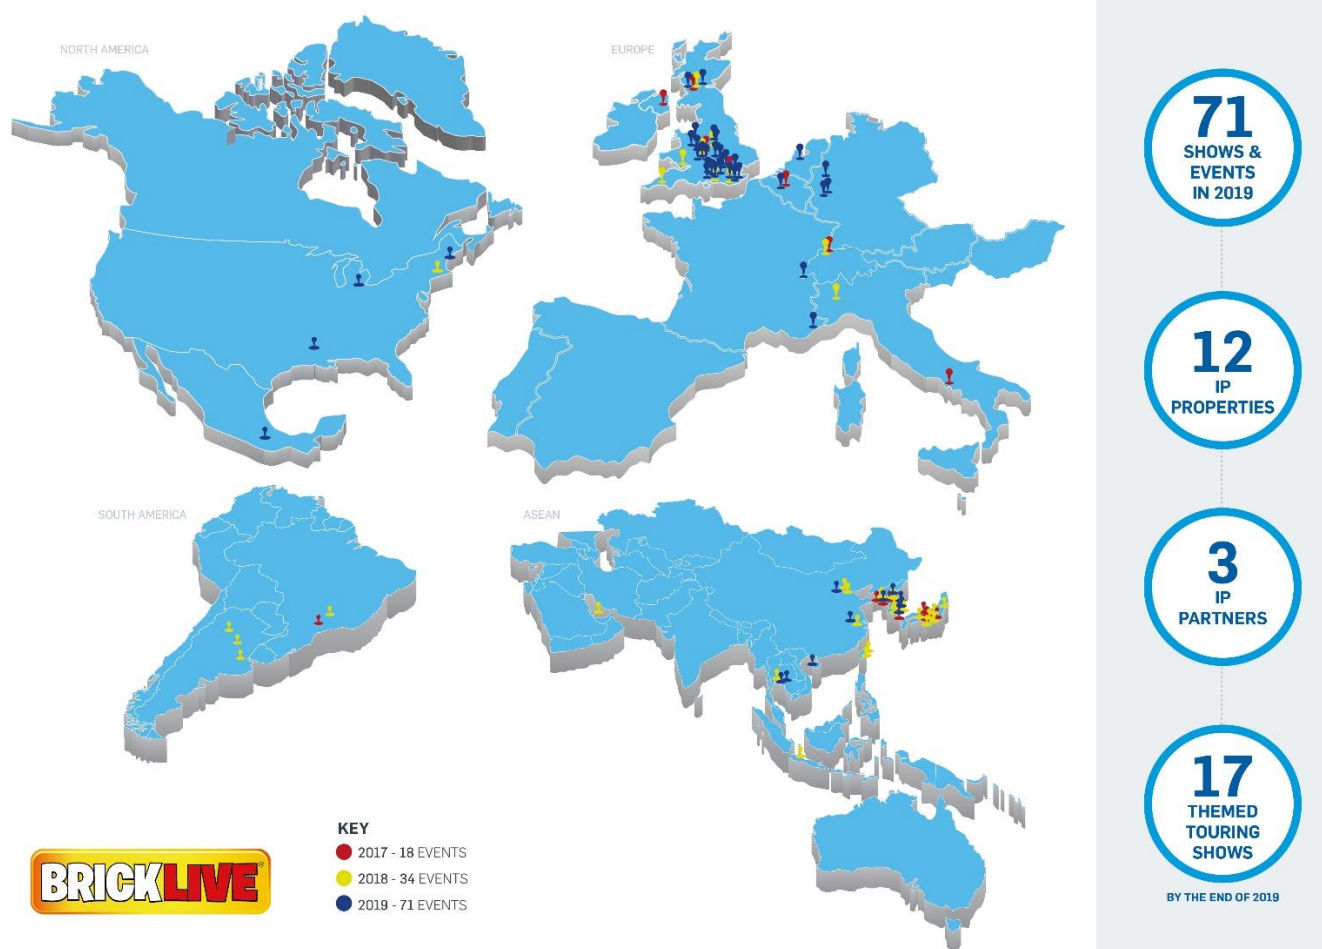 NORTH AMERICA
EUROPE
SOUTH AMERICA
ASEAN
KEY
2017 - 18 EVENTS
2018 - 34 EVENTS
2019 - 71 EVENTS
BRICKLIVE®
71
SHOWS &
EVENTS
IN 2019
12
IP
PROPERTIES
3
IP
PARTNERS
17
THEMED
TOURING
SHOWS
BY THE END OF 2019